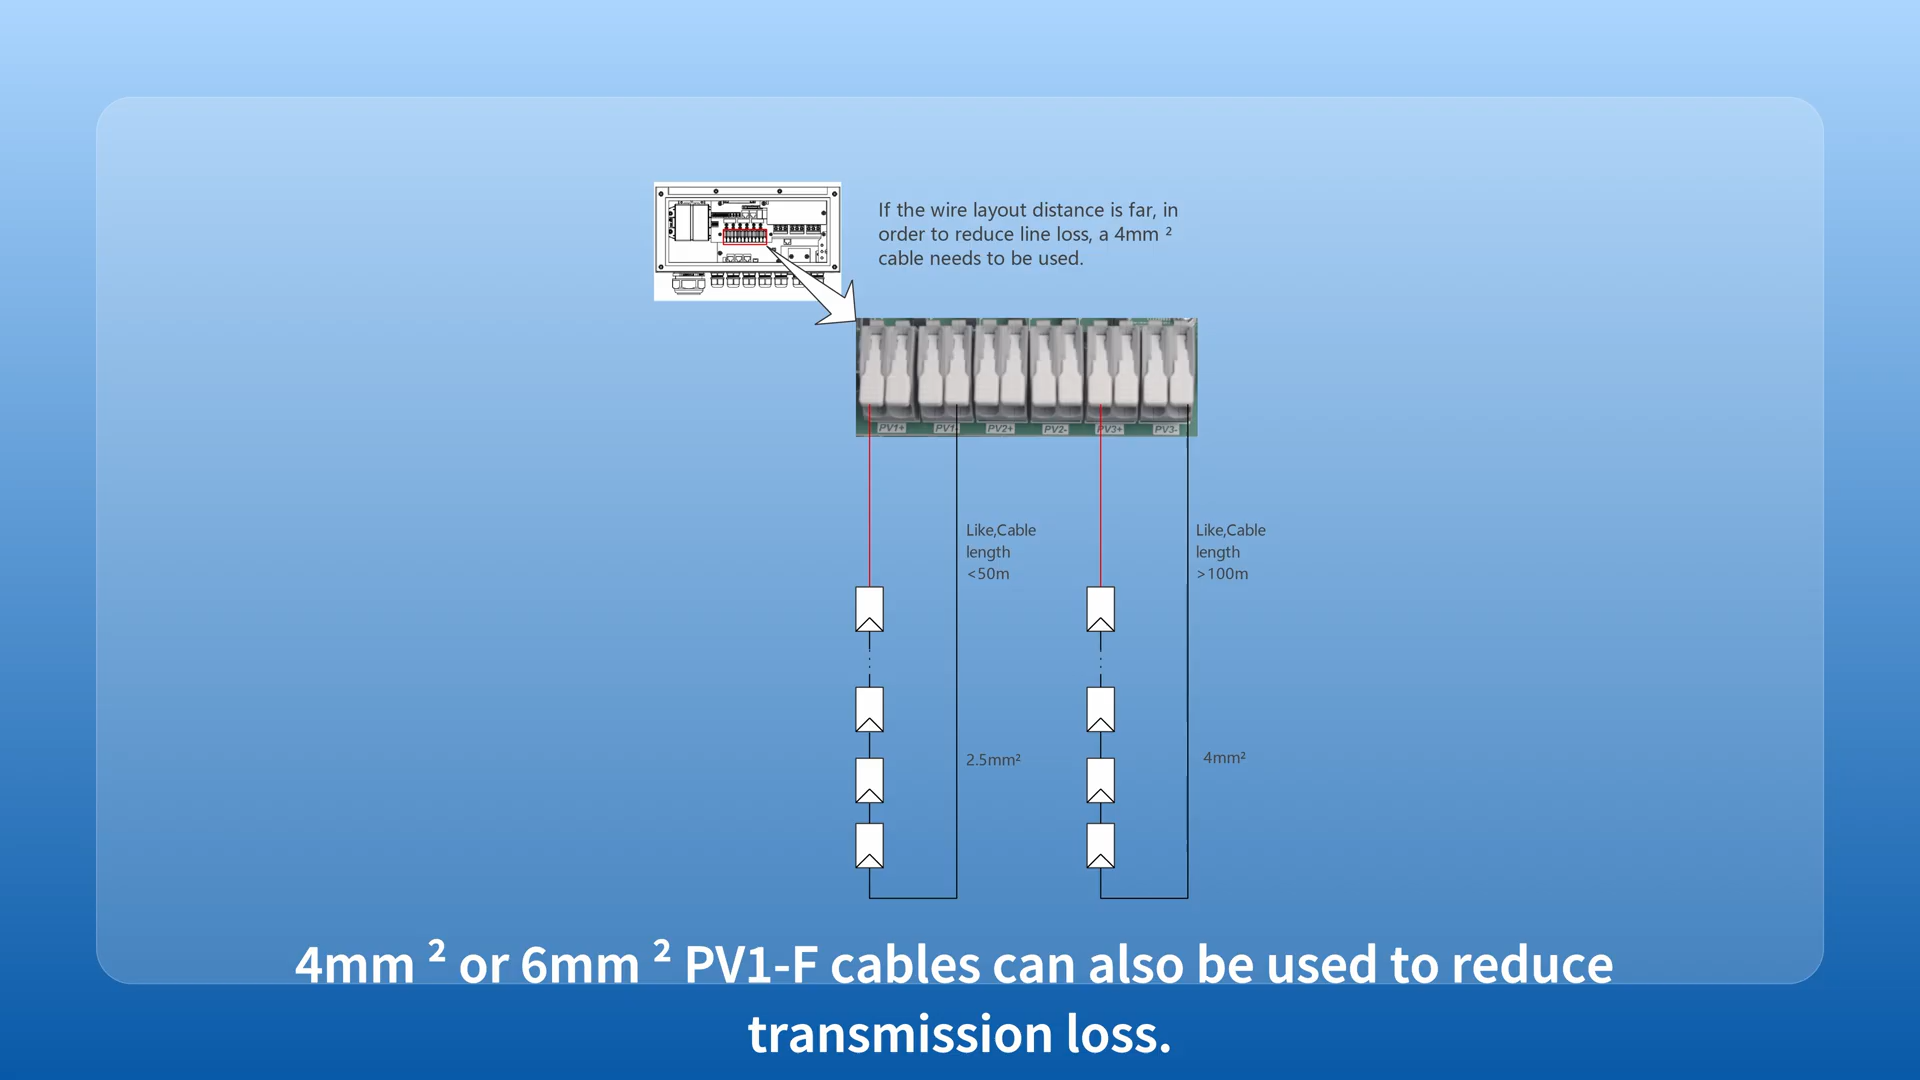 If the wire layout distance is far, in
order to reduce line loss, a 4mm ²
cable needs to be used.
PV1+
PV1-
PV2+
PV2-
PV3+
PV3-
Like,Cable
length
<50m
Like,Cable
length
>100m
2.5mm²
4mm²
4mm ² or 6mm ² PV1-F cables can also be used to reduce
transmission loss.